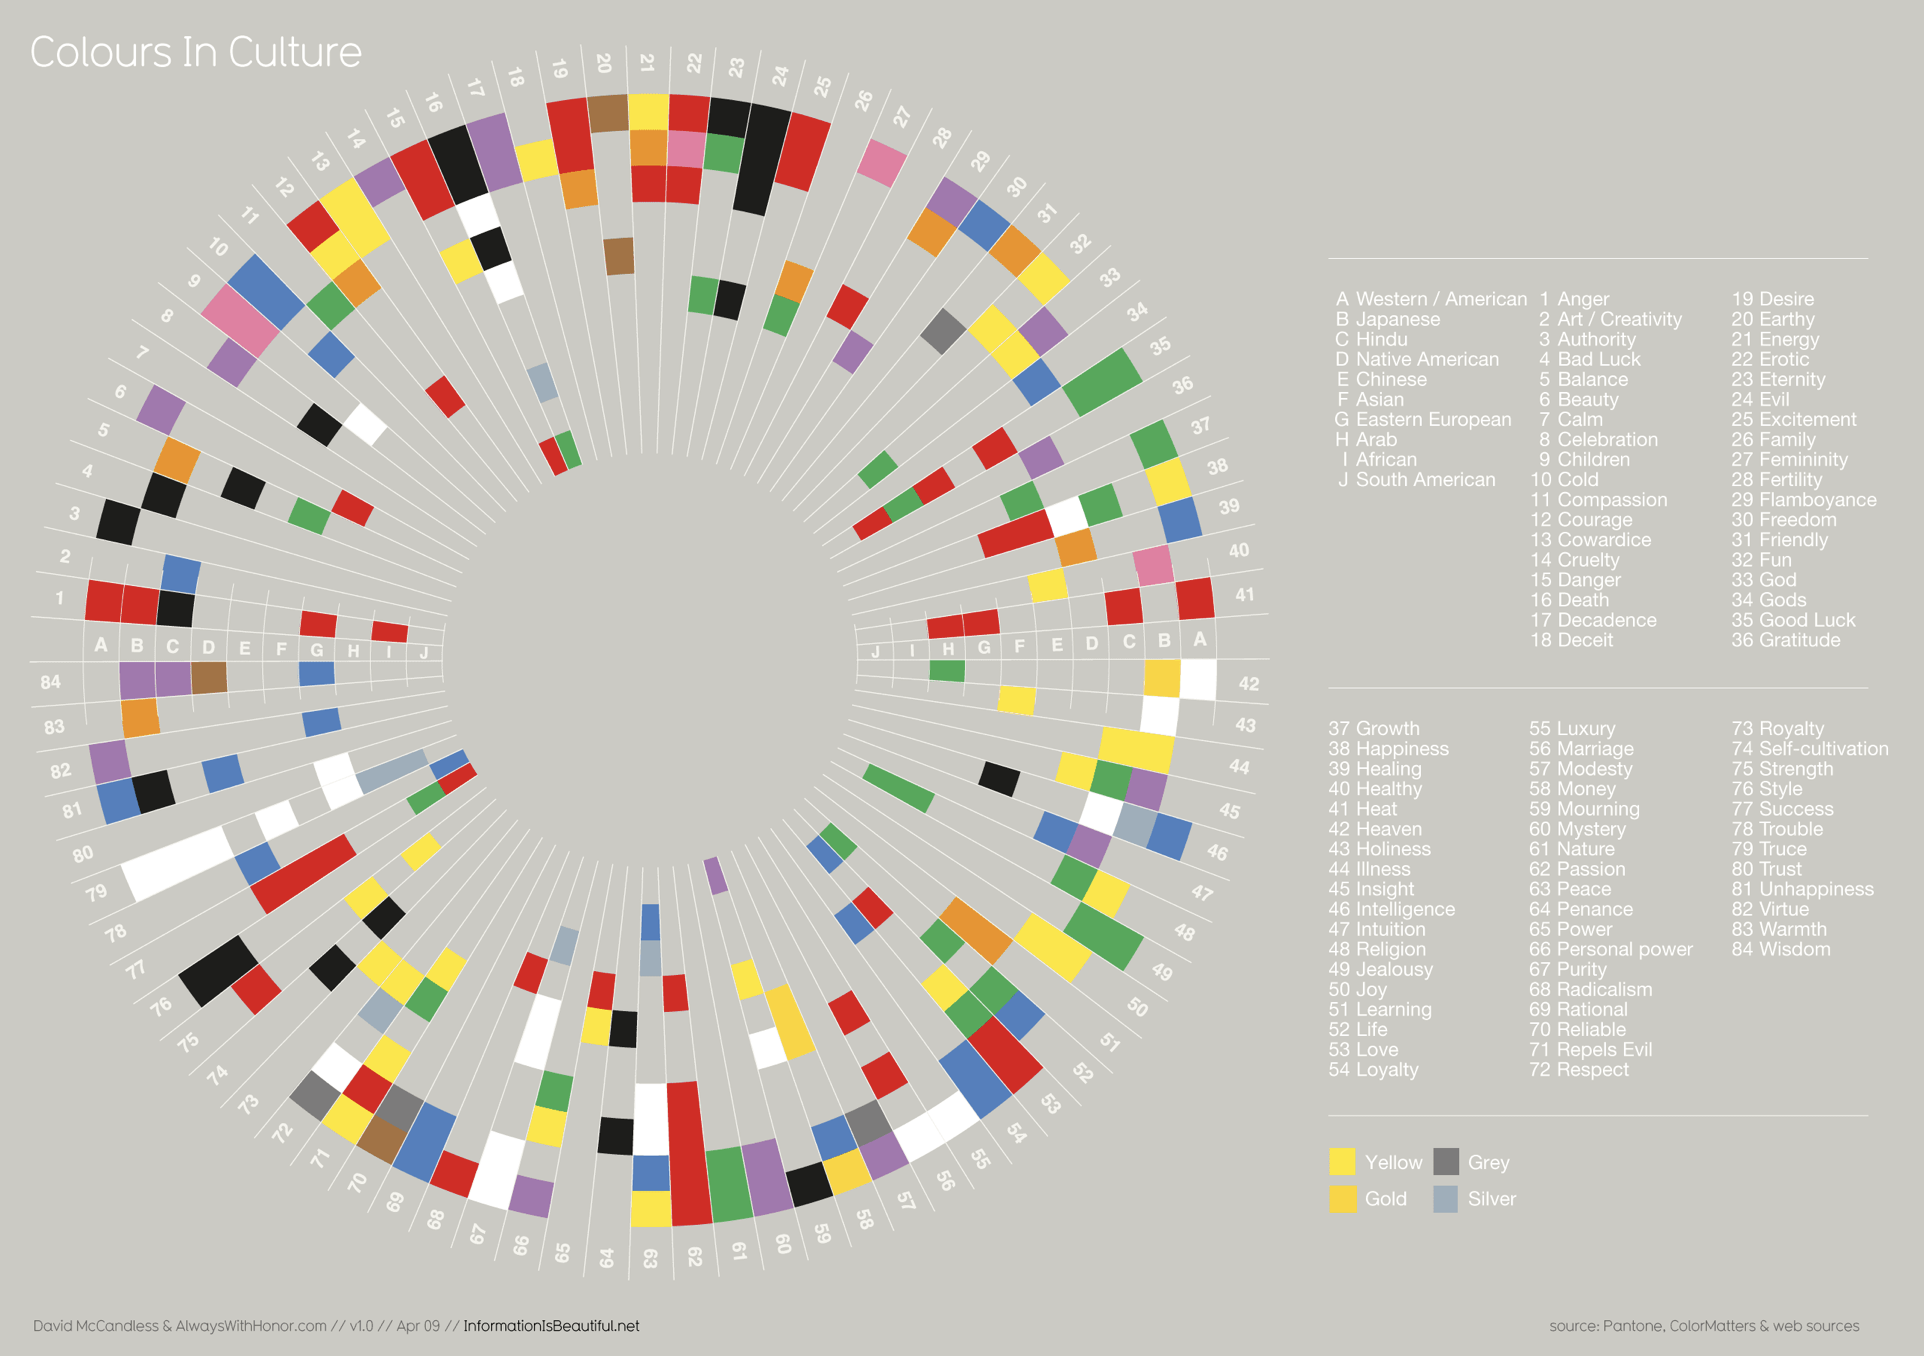 Colours In Culture
1
2
3
4
5
6
7
8
9
10
11
12
13
14
15
16
17
18
19
20
21
22
23
24
25
26
27
28
29
30
31
32
33
34
35
36
37
38
39
40
41
A B C D E F G H I J
J I H G F E D C B A
42
43
44
45
46
47
48
49
50
51
52
53
54
55
56
57
58
59
60
61
62
63
64
65
66
67
68
69
70
71
72
73
74
75
76
77
78
79
80
81
82
83
84
A Western / American
B Japanese
C Hindu
D Native American
E Chinese
F Asian
G Eastern European
H Arab
I African
J South American
1 Anger
2 Art / Creativity
3 Authority
4 Bad Luck
5 Balance
6 Beauty
7 Calm
8 Celebration
9 Children
10 Cold
11 Compassion
12 Courage
13 Cowardice
14 Cruelty
15 Danger
16 Death
17 Decadence
18 Deceit
19 Desire
20 Earthy
21 Energy
22 Erotic
23 Eternity
24 Evil
25 Excitement
26 Family
27 Femininity
28 Fertility
29 Flamboyance
30 Freedom
31 Friendly
32 Fun
33 God
34 Gods
35 Good Luck
36 Gratitude
37 Growth
38 Happiness
39 Healing
40 Healthy
41 Heat
42 Heaven
43 Holiness
44 Illness
45 Insight
46 Intelligence
47 Intuition
48 Religion
49 Jealousy
50 Joy
51 Learning
52 Life
53 Love
54 Loyalty
55 Luxury
56 Marriage
57 Modesty
58 Money
59 Mourning
60 Mystery
61 Nature
62 Passion
63 Peace
64 Penance
65 Power
66 Personal power
67 Purity
68 Radicalism
69 Rational
70 Reliable
71 Repels Evil
72 Respect
73 Royalty
74 Self-cultivation
75 Strength
76 Style
77 Success
78 Trouble
79 Truce
80 Trust
81 Unhappiness
82 Virtue
83 Warmth
84 Wisdom
Yellow
Grey
Gold
Silver
David McCandless & AlwaysWithHonor.com // v1.0 // Apr 09 // InformationIsBeautiful.net
source: Pantone, ColorMatters & web sources